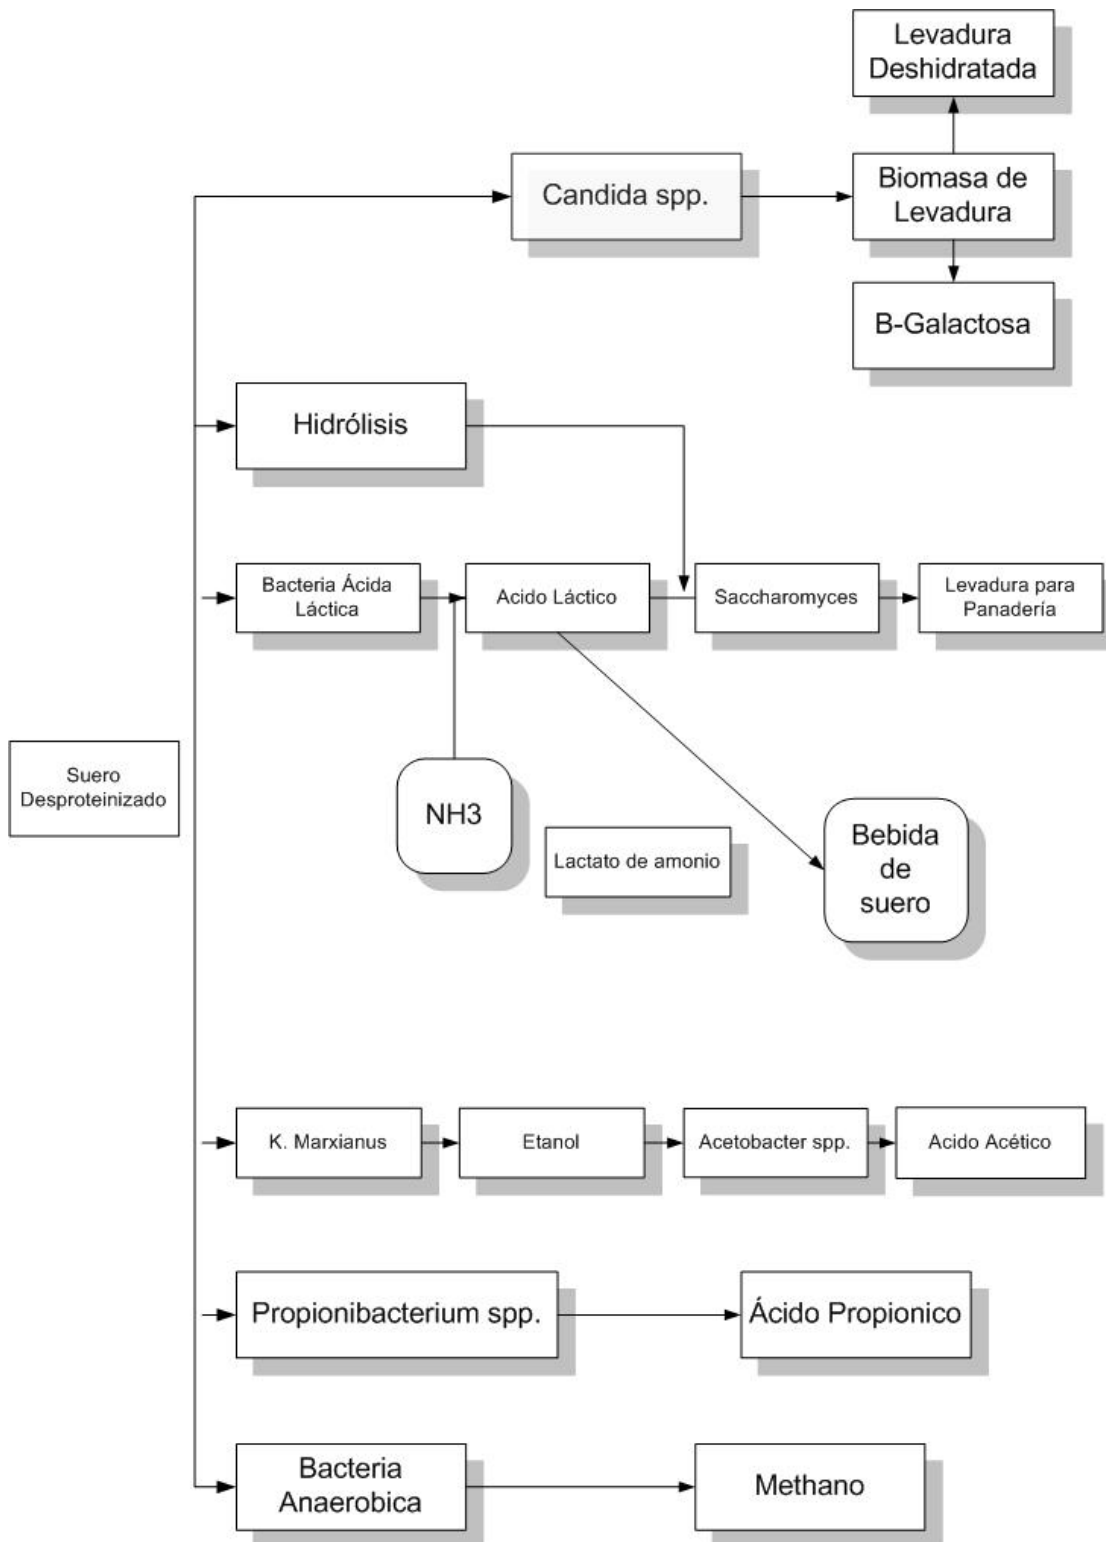 Levadura
Deshidratada
Candida spp.
Biomasa de
Levadura
B-Galactosa
Hidrólisis
Bacteria Ácida
Láctica
Acido Láctico
Saccharomyces
Levadura para
Panadería
Suero
Desproteinizado
NH3
Lactato de amonio
Bebida
de
suero
K. Marxianus
Etanol
Acetobacter spp.
Acido Acético
Propionibacterium spp.
Ácido Propionico
Bacteria
Anaerobica
Methano